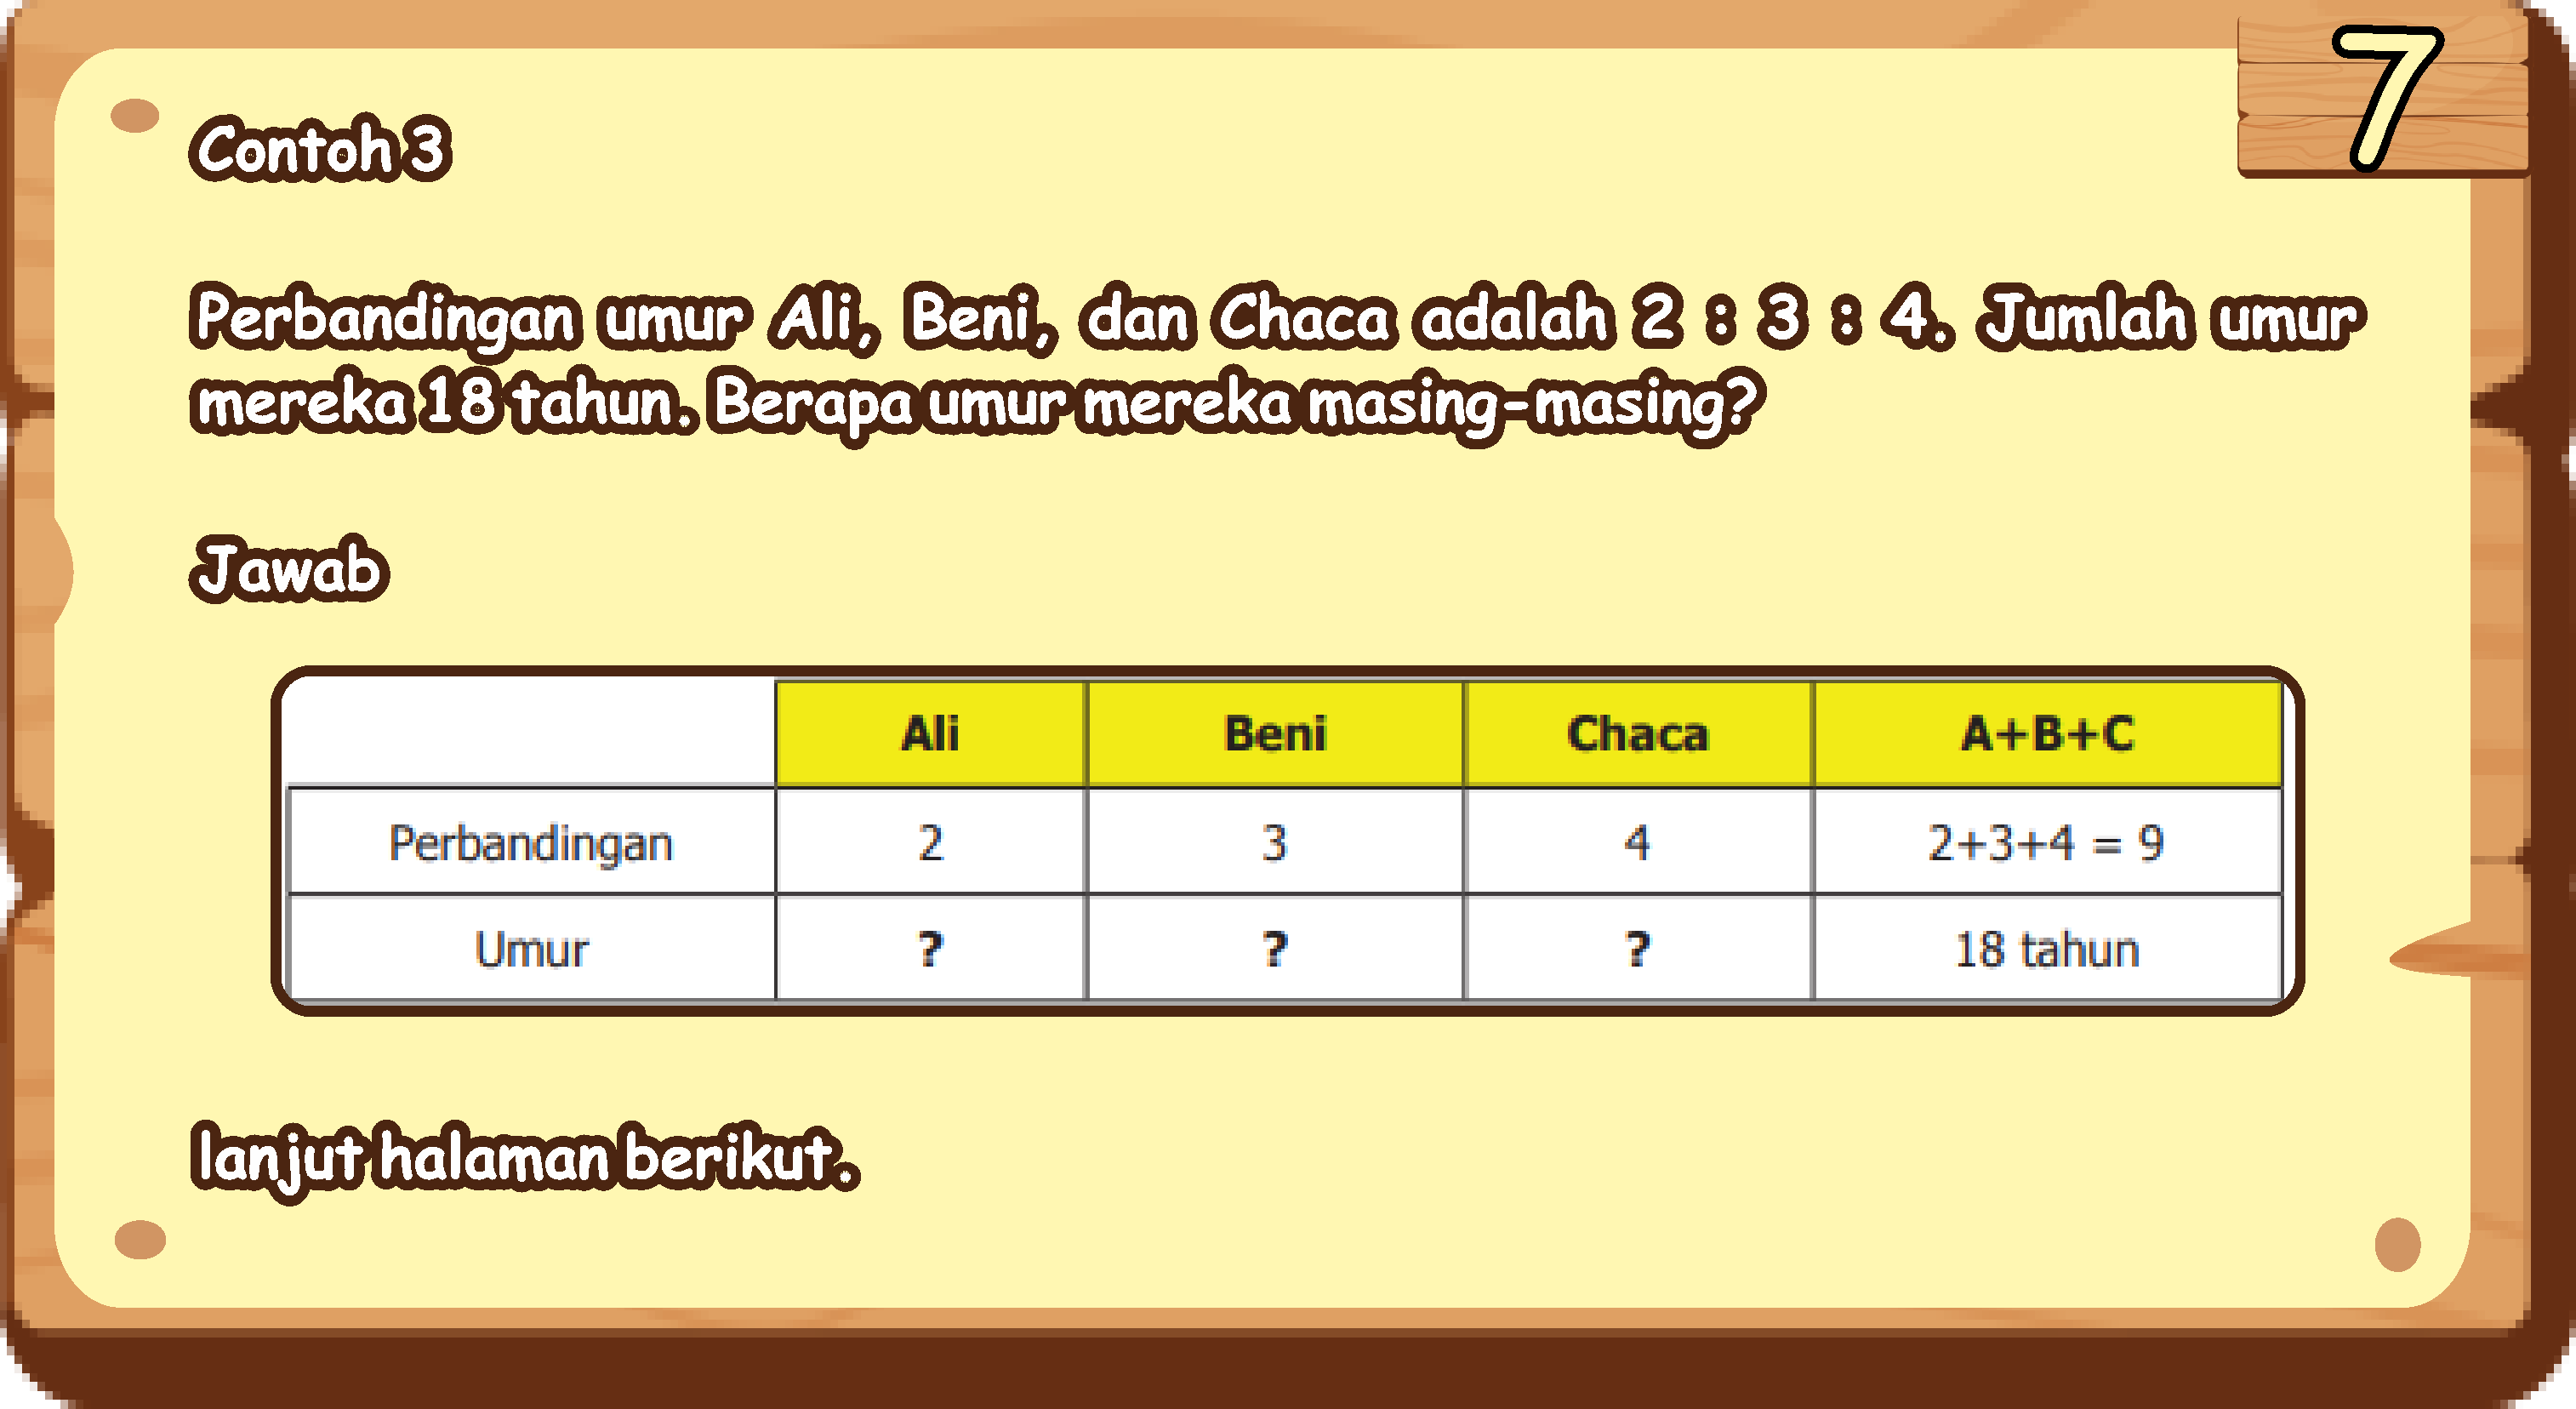 7
Contoh 3
Perbandingan umur Ali, Beni, dan Chaca adalah 2 : 3 : 4. Jumlah umur
mereka 18 tahun. Berapa umur mereka masing-masing?
Jawab
Ali Beni Chaca A+B+C
Perbandingan 2 3 4 2+3+4 = 9
Umur ? ? ? 18 tahun
lanjut halaman berikut.